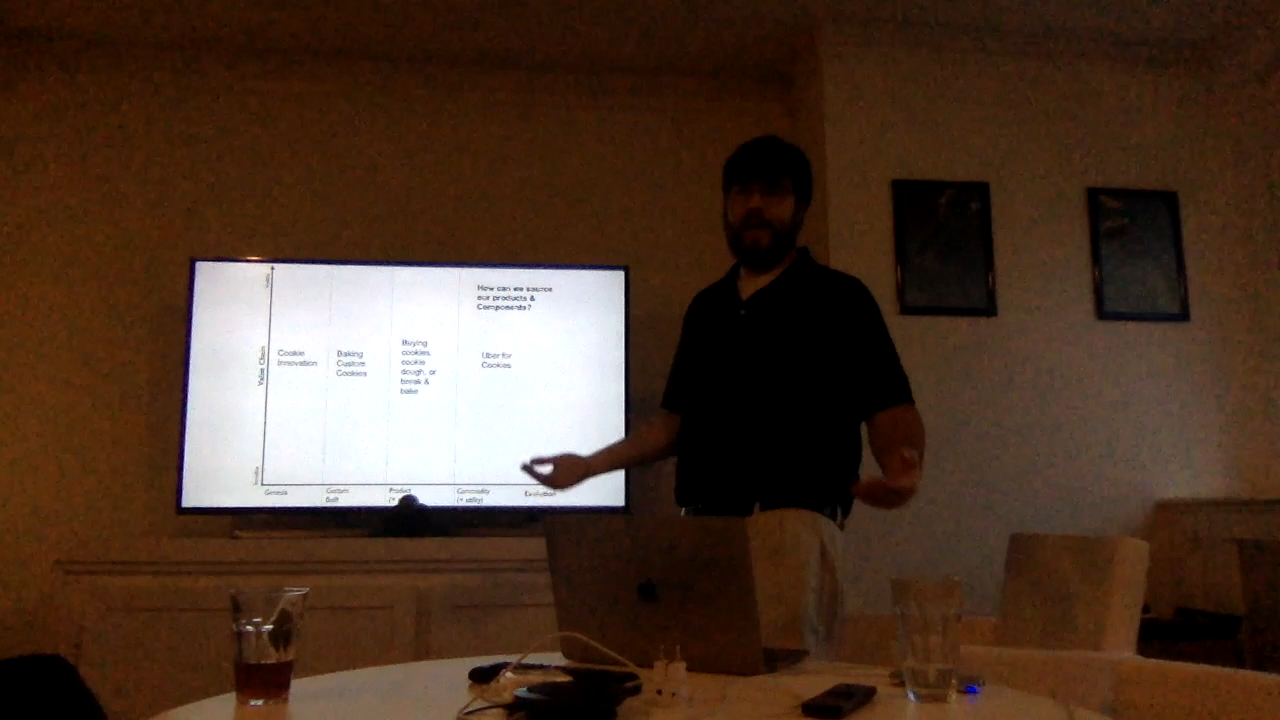 How can we source
our products &
Components?
Value Chain
Cookie
Innovation
Baking
Custom
Cookies
Buying
cookies,
cookie
dough, or
break &
bake
Uber for
Cookies
Genesis
Custom
Built
Product
Commodity
(+ utility)
Evolution